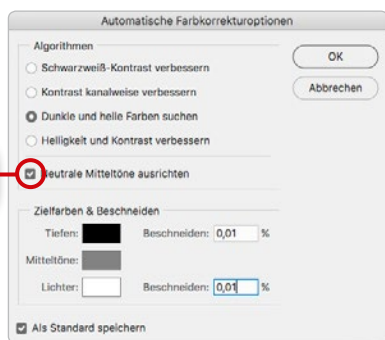 Automatische Farbkorrekturoptionen
Algorithmen
Schwarzweiß-Kontrast verbessern
Kontrast kanalweise verbessern
Dunkle und helle Farben suchen
Helligkeit und Kontrast verbessern
Neutrale Mitteltöne ausrichten
Zielfarben & Beschneiden
Tiefen: Beschneiden: 0,01 %
Mitteltöne:
Lichter: Beschneiden: 0,01 %
Als Standard speichern
OK
Abbrechen